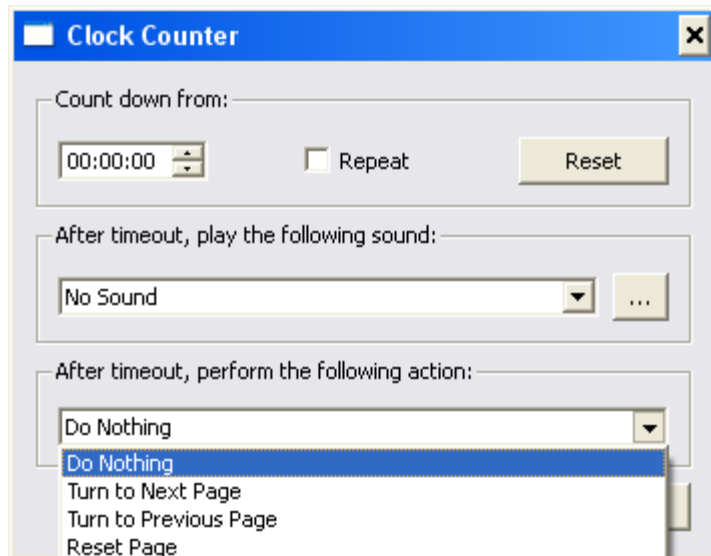 Clock Counter
Count down from:
00:00:00 Repeat Reset
After timeout, play the following sound:
No Sound ...
After timeout, perform the following action:
Do Nothing
Do Nothing
Turn to Next Page
Turn to Previous Page
Reset Page